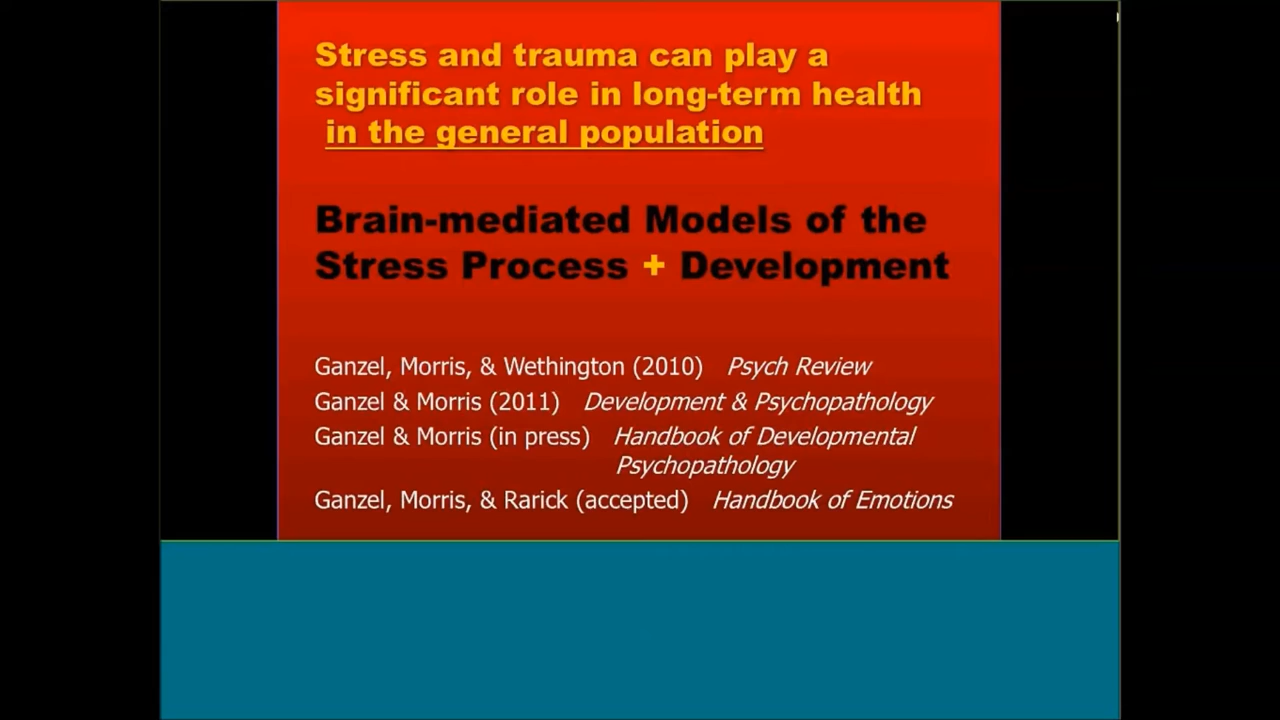 Stress and trauma can play a
significant role in long-term health
in the general population
Brain-mediated Models of the
Stress Process + Development
Ganzel, Morris, & Wethington (2010) Psych Review
Ganzel & Morris (2011) Development & Psychopathology
Ganzel & Morris (in press) Handbook of Developmental
Psychopathology
Ganzel, Morris, & Rarick (accepted) Handbook of Emotions